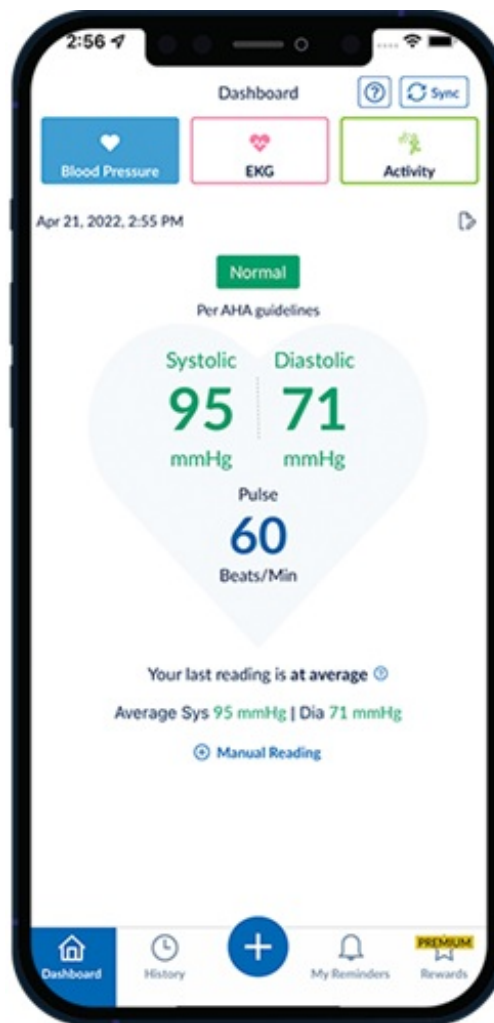 2:56
Dashboard
Sync
Blood Pressure
EKG
Activity
Apr 21, 2022, 2:55 PM
Normal
Per AHA guidelines
Systolic Diastolic
95 71
mmHg mmHg
Pulse
60
Beats/Min
Your last reading is at average
Average Sys 95 mmHg | Dia 71 mmHg
Manual Reading
PREMIUM
Dashboard History My Reminders Rewards